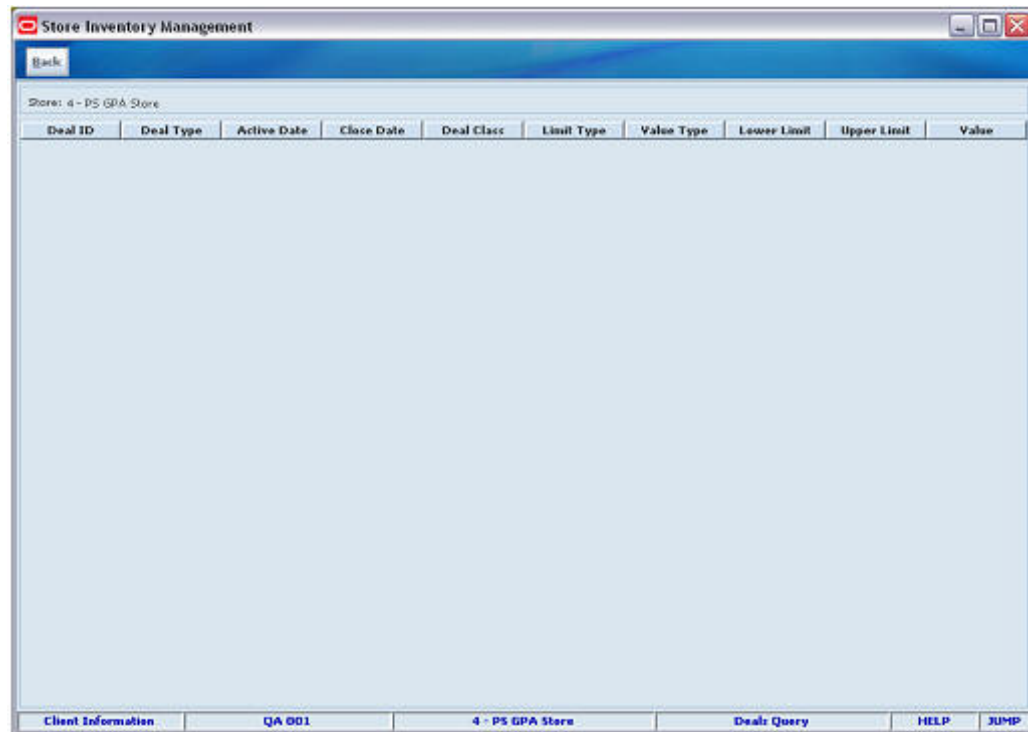 Store Inventory Management
Back
Store: 4 - PS GPA Store
Deal ID Deal Type Active Date Close Date Deal Class Limit Type Value Type Lower Limit Upper Limit Value
Client Information QA 001 4 - PS GPA Store Deals Query HELP JUMP